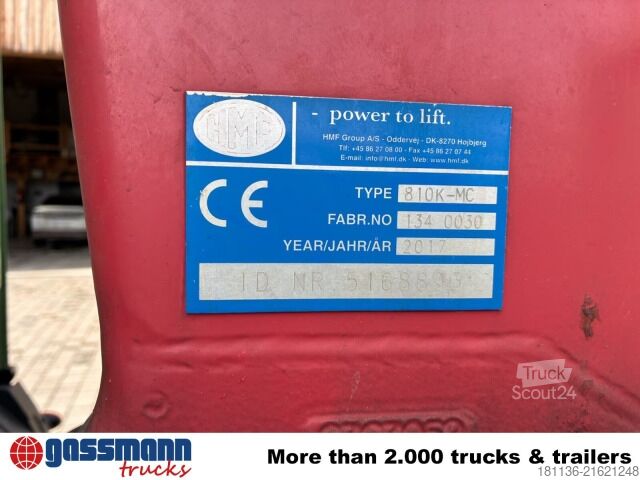 HMF
- power to lift.
HMF Group A/S - Oddervej - DK-8270 Højbjerg
Tlf: +45 86 27 08 00 - Fax +45 86 27 07 44
E-mail: info@hmf.dk - Web: www.hmf.dk
CE
TYPE 810K-MC
FABR.NO 134 0030
YEAR/JAHR/ÅR 2017
ID NR
Truck
Scout24
gassmann
trucks
More than 2.000 trucks & trailers
181136-21621248